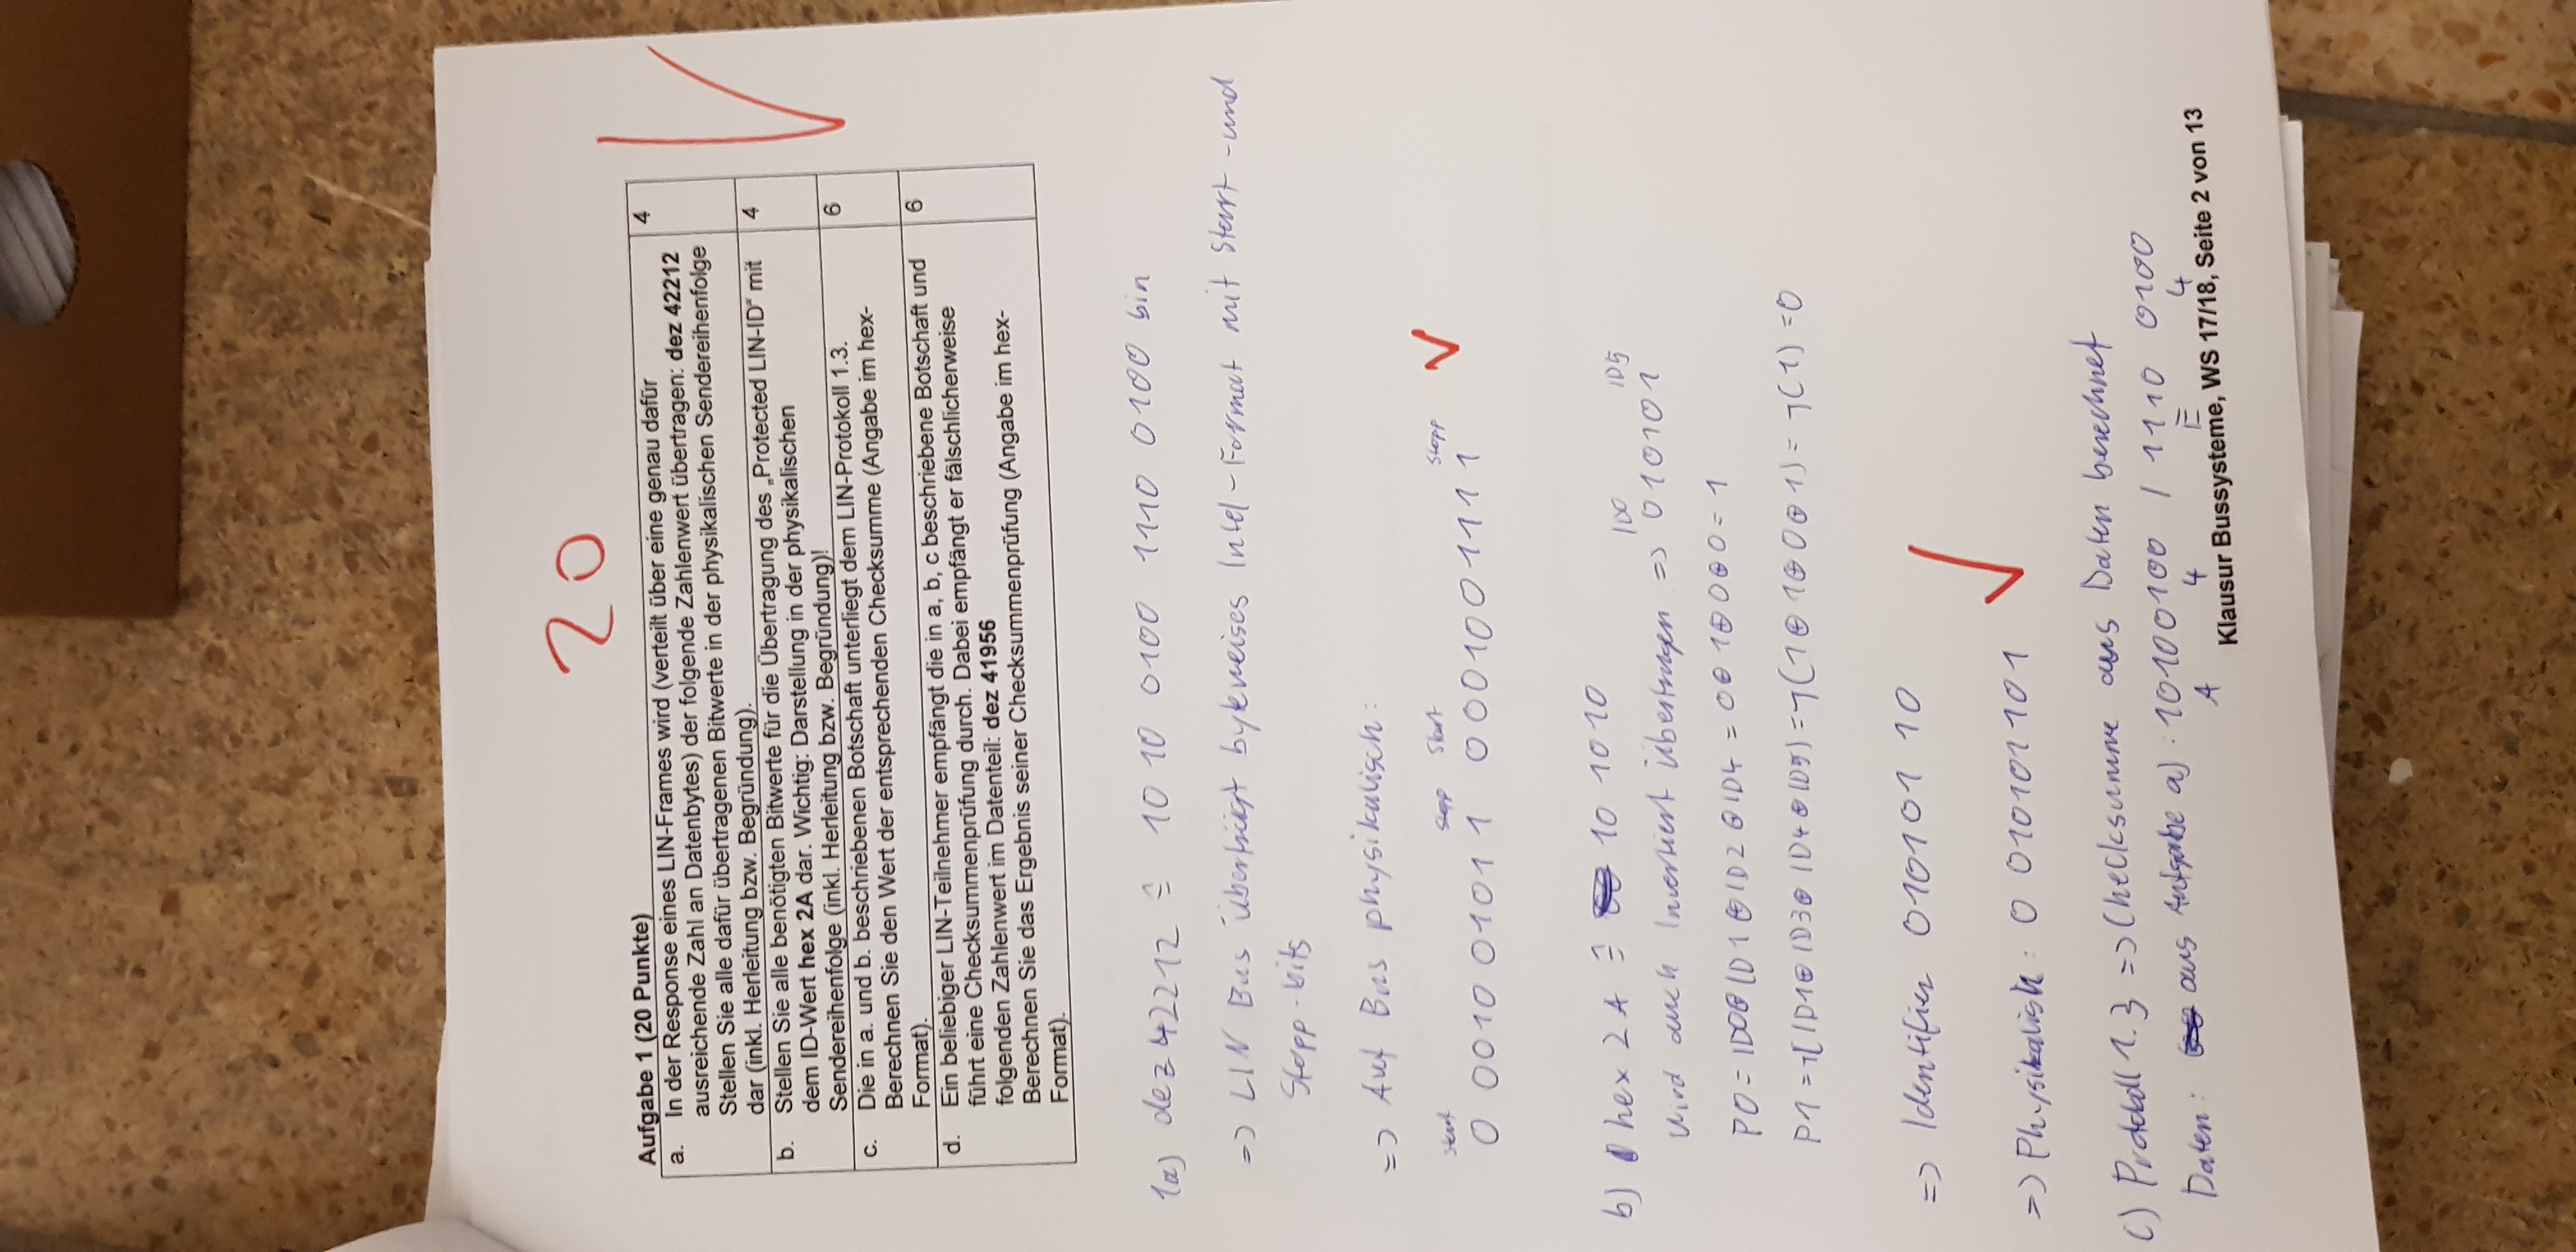 20
Aufgabe 1 (20 Punkte)
a. In der Response eines LIN-Frames wird (verteilt über eine genau dafür 4
ausreichende Zahl an Datenbytes) der folgende Zahlenwert übertragen: dez 42212
Stellen Sie alle dafür übertragenen Bitwerte in der physikalischen Sendereihenfolge
dar (inkl. Herleitung bzw. Begründung).
b. Stellen Sie alle benötigten Bitwerte für die Übertragung des „Protected LIN-ID“ mit 4
dem ID-Wert hex 2A dar. Wichtig: Darstellung in der physikalischen
Sendereihenfolge (inkl. Herleitung bzw. Begründung)!
c. Die in a. und b. beschriebenen Botschaft unterliegt dem LIN-Protokoll 1.3. 6
Berechnen Sie den Wert der entsprechenden Checksumme (Angabe im hex-
Format).
d. Ein beliebiger LIN-Teilnehmer empfängt die in a, b, c beschriebene Botschaft und 6
führt eine Checksummenprüfung durch. Dabei empfängt er fälschlicherweise
folgenden Zahlenwert im Datenteil: dez 41956
Berechnen Sie das Ergebnis seiner Checksummenprüfung (Angabe im hex-
Format).
1a) dez 42212 ≙ 10 10 0100 1110 0100 bin
=> LIN Bus überträgt byteweises Intel-Format mit Start-und
Stopp-bits
=> Auf Bus physikalisch:
Start Stopp Start Stopp
0 0010 01011 0001001111
b) hex 2A ≙ 10 1010
ID0 ID5
Wird auch Invertiert übertragen => 010101
P0 = ID0⊕ID1⊕ID2⊕ID4 = 0⊕1⊕0⊕0 = 1
P1 = ¬(ID1⊕ID3⊕ID4⊕ID5) = ¬(1⊕1⊕0⊕1) = ¬(1) = 0
=> Identifier 010101 10
=> Physikalish: 0 010101101
c) Protokoll 1.3 => Checksumme aus Daten berechnet
Daten: aus Aufgabe a): 10100100 / 1110 0100
A 4 E 4
Klausur Bussysteme, WS 17/18, Seite 2 von 13